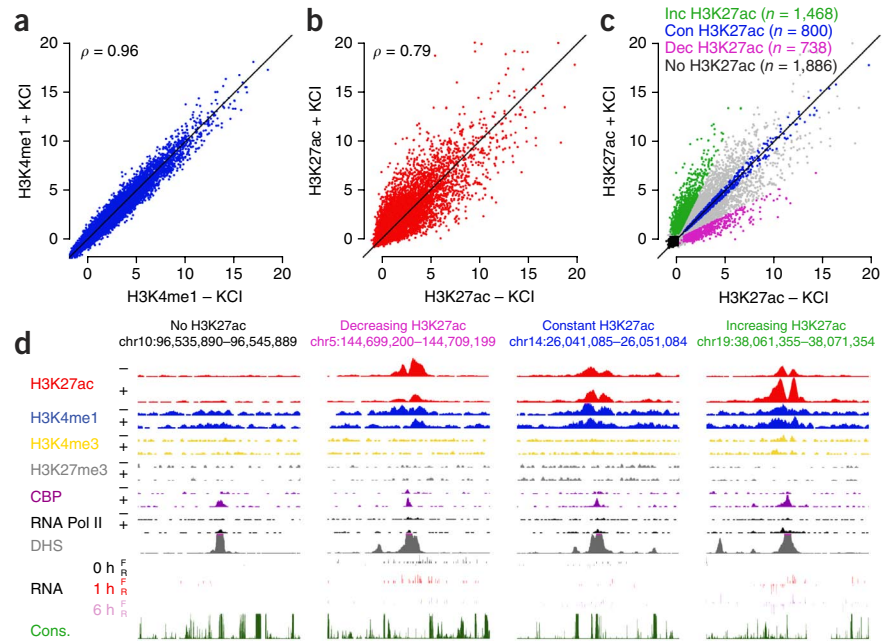 a
ρ = 0.96
H3K4me1 + KCl
20
15
10
5
0
0 5 10 15 20
H3K4me1 – KCl
b
ρ = 0.79
H3K27ac + KCl
20
15
10
5
0
0 5 10 15 20
H3K27ac – KCl
c
Inc H3K27ac (n = 1,468)
Con H3K27ac (n = 800)
Dec H3K27ac (n = 738)
No H3K27ac (n = 1,886)
H3K27ac + KCl
20
15
10
5
0
0 5 10 15 20
H3K27ac – KCl
d
No H3K27ac
chr10:96,535,890–96,545,889
Decreasing H3K27ac
chr5:144,699,200–144,709,199
Constant H3K27ac
chr14:26,041,085–26,051,084
Increasing H3K27ac
chr19:38,061,355–38,071,354
H3K27ac – +
H3K4me1 – +
H3K4me3 – +
H3K27me3 – +
CBP – +
RNA Pol II – +
DHS
RNA
0 h F R
1 h F R
6 h F R
Cons.